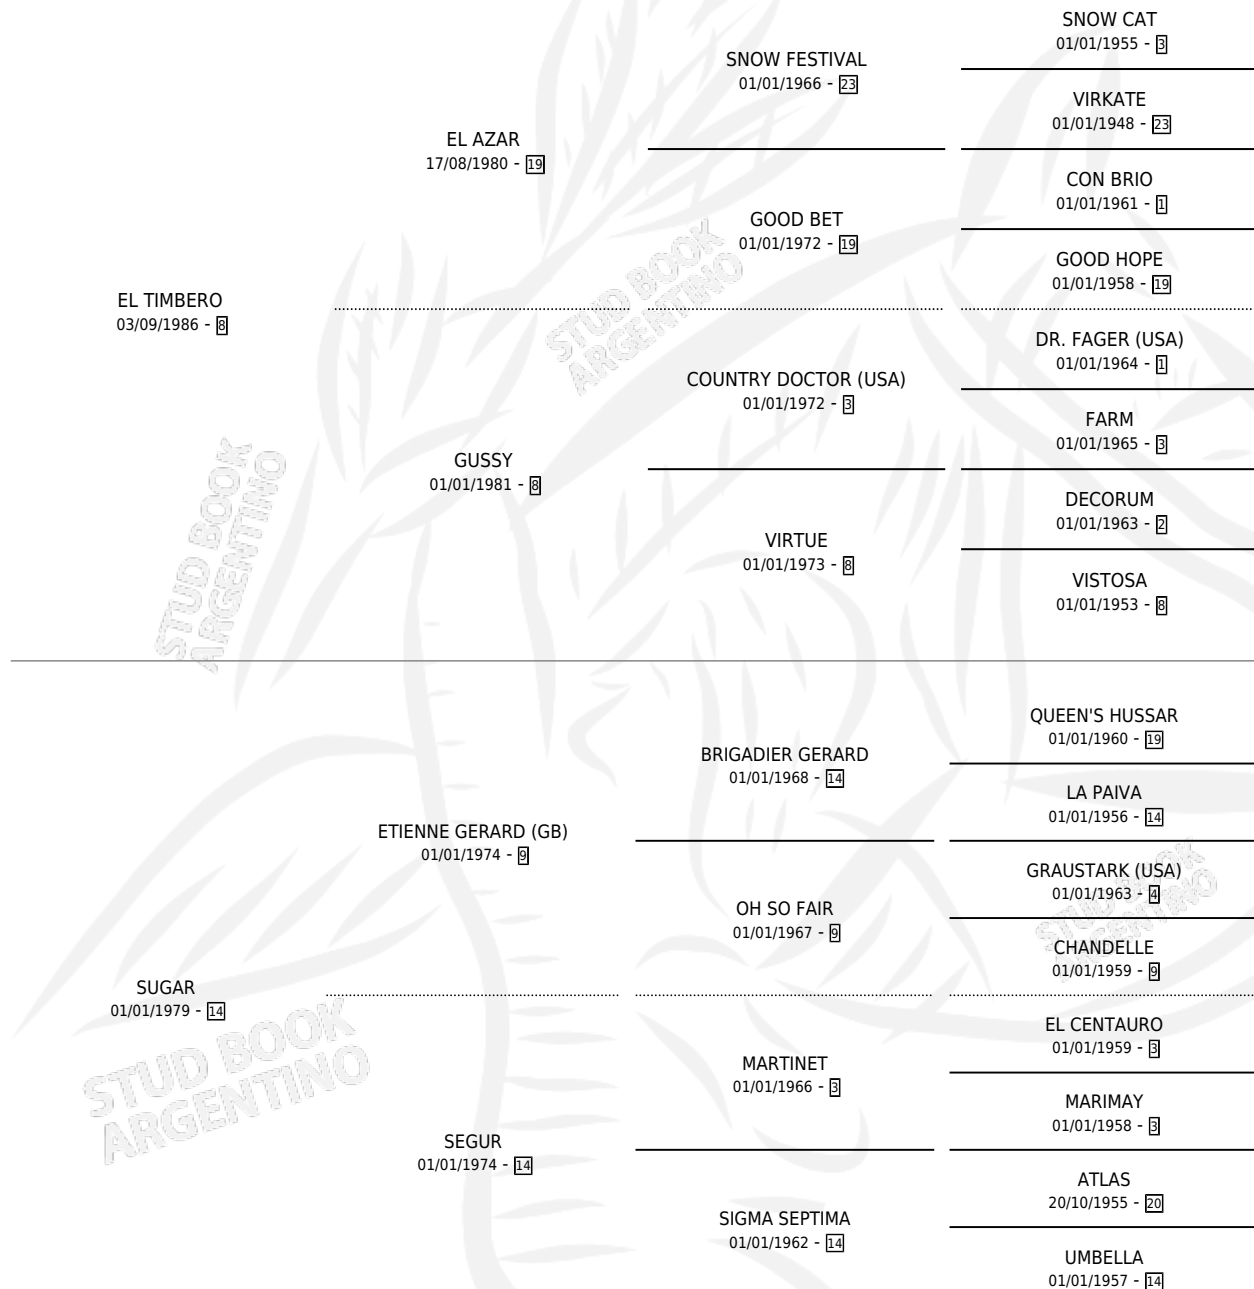 SNOW CAT
01/01/1955 - 3
SNOW FESTIVAL
01/01/1966 - 23
VIRKATE
01/01/1948 - 23
EL AZAR
17/08/1980 - 19
CON BRIO
01/01/1961 - 1
GOOD BET
01/01/1972 - 19
GOOD HOPE
01/01/1958 - 19
EL TIMBERO
03/09/1986 - 8
DR. FAGER (USA)
01/01/1964 - 1
COUNTRY DOCTOR (USA)
01/01/1972 - 3
FARM
01/01/1965 - 3
GUSSY
01/01/1981 - 8
DECORUM
01/01/1963 - 2
VIRTUE
01/01/1973 - 8
VISTOSA
01/01/1953 - 8
QUEEN'S HUSSAR
01/01/1960 - 19
BRIGADIER GERARD
01/01/1968 - 14
LA PAIVA
01/01/1956 - 14
ETIENNE GERARD (GB)
01/01/1974 - 9
GRAUSTARK (USA)
01/01/1963 - 4
OH SO FAIR
01/01/1967 - 9
CHANDELLE
01/01/1959 - 9
SUGAR
01/01/1979 - 14
EL CENTAURO
01/01/1959 - 3
MARTINET
01/01/1966 - 3
MARIMAY
01/01/1958 - 3
SEGUR
01/01/1974 - 14
ATLAS
20/10/1955 - 20
SIGMA SEPTIMA
01/01/1962 - 14
UMBELLA
01/01/1957 - 14
STUD BOOK
ARGENTINO
STUD BOOK
ARGENTINO
STUD BOOK
ARGENTINO
STUD BOOK
ARGENTINO